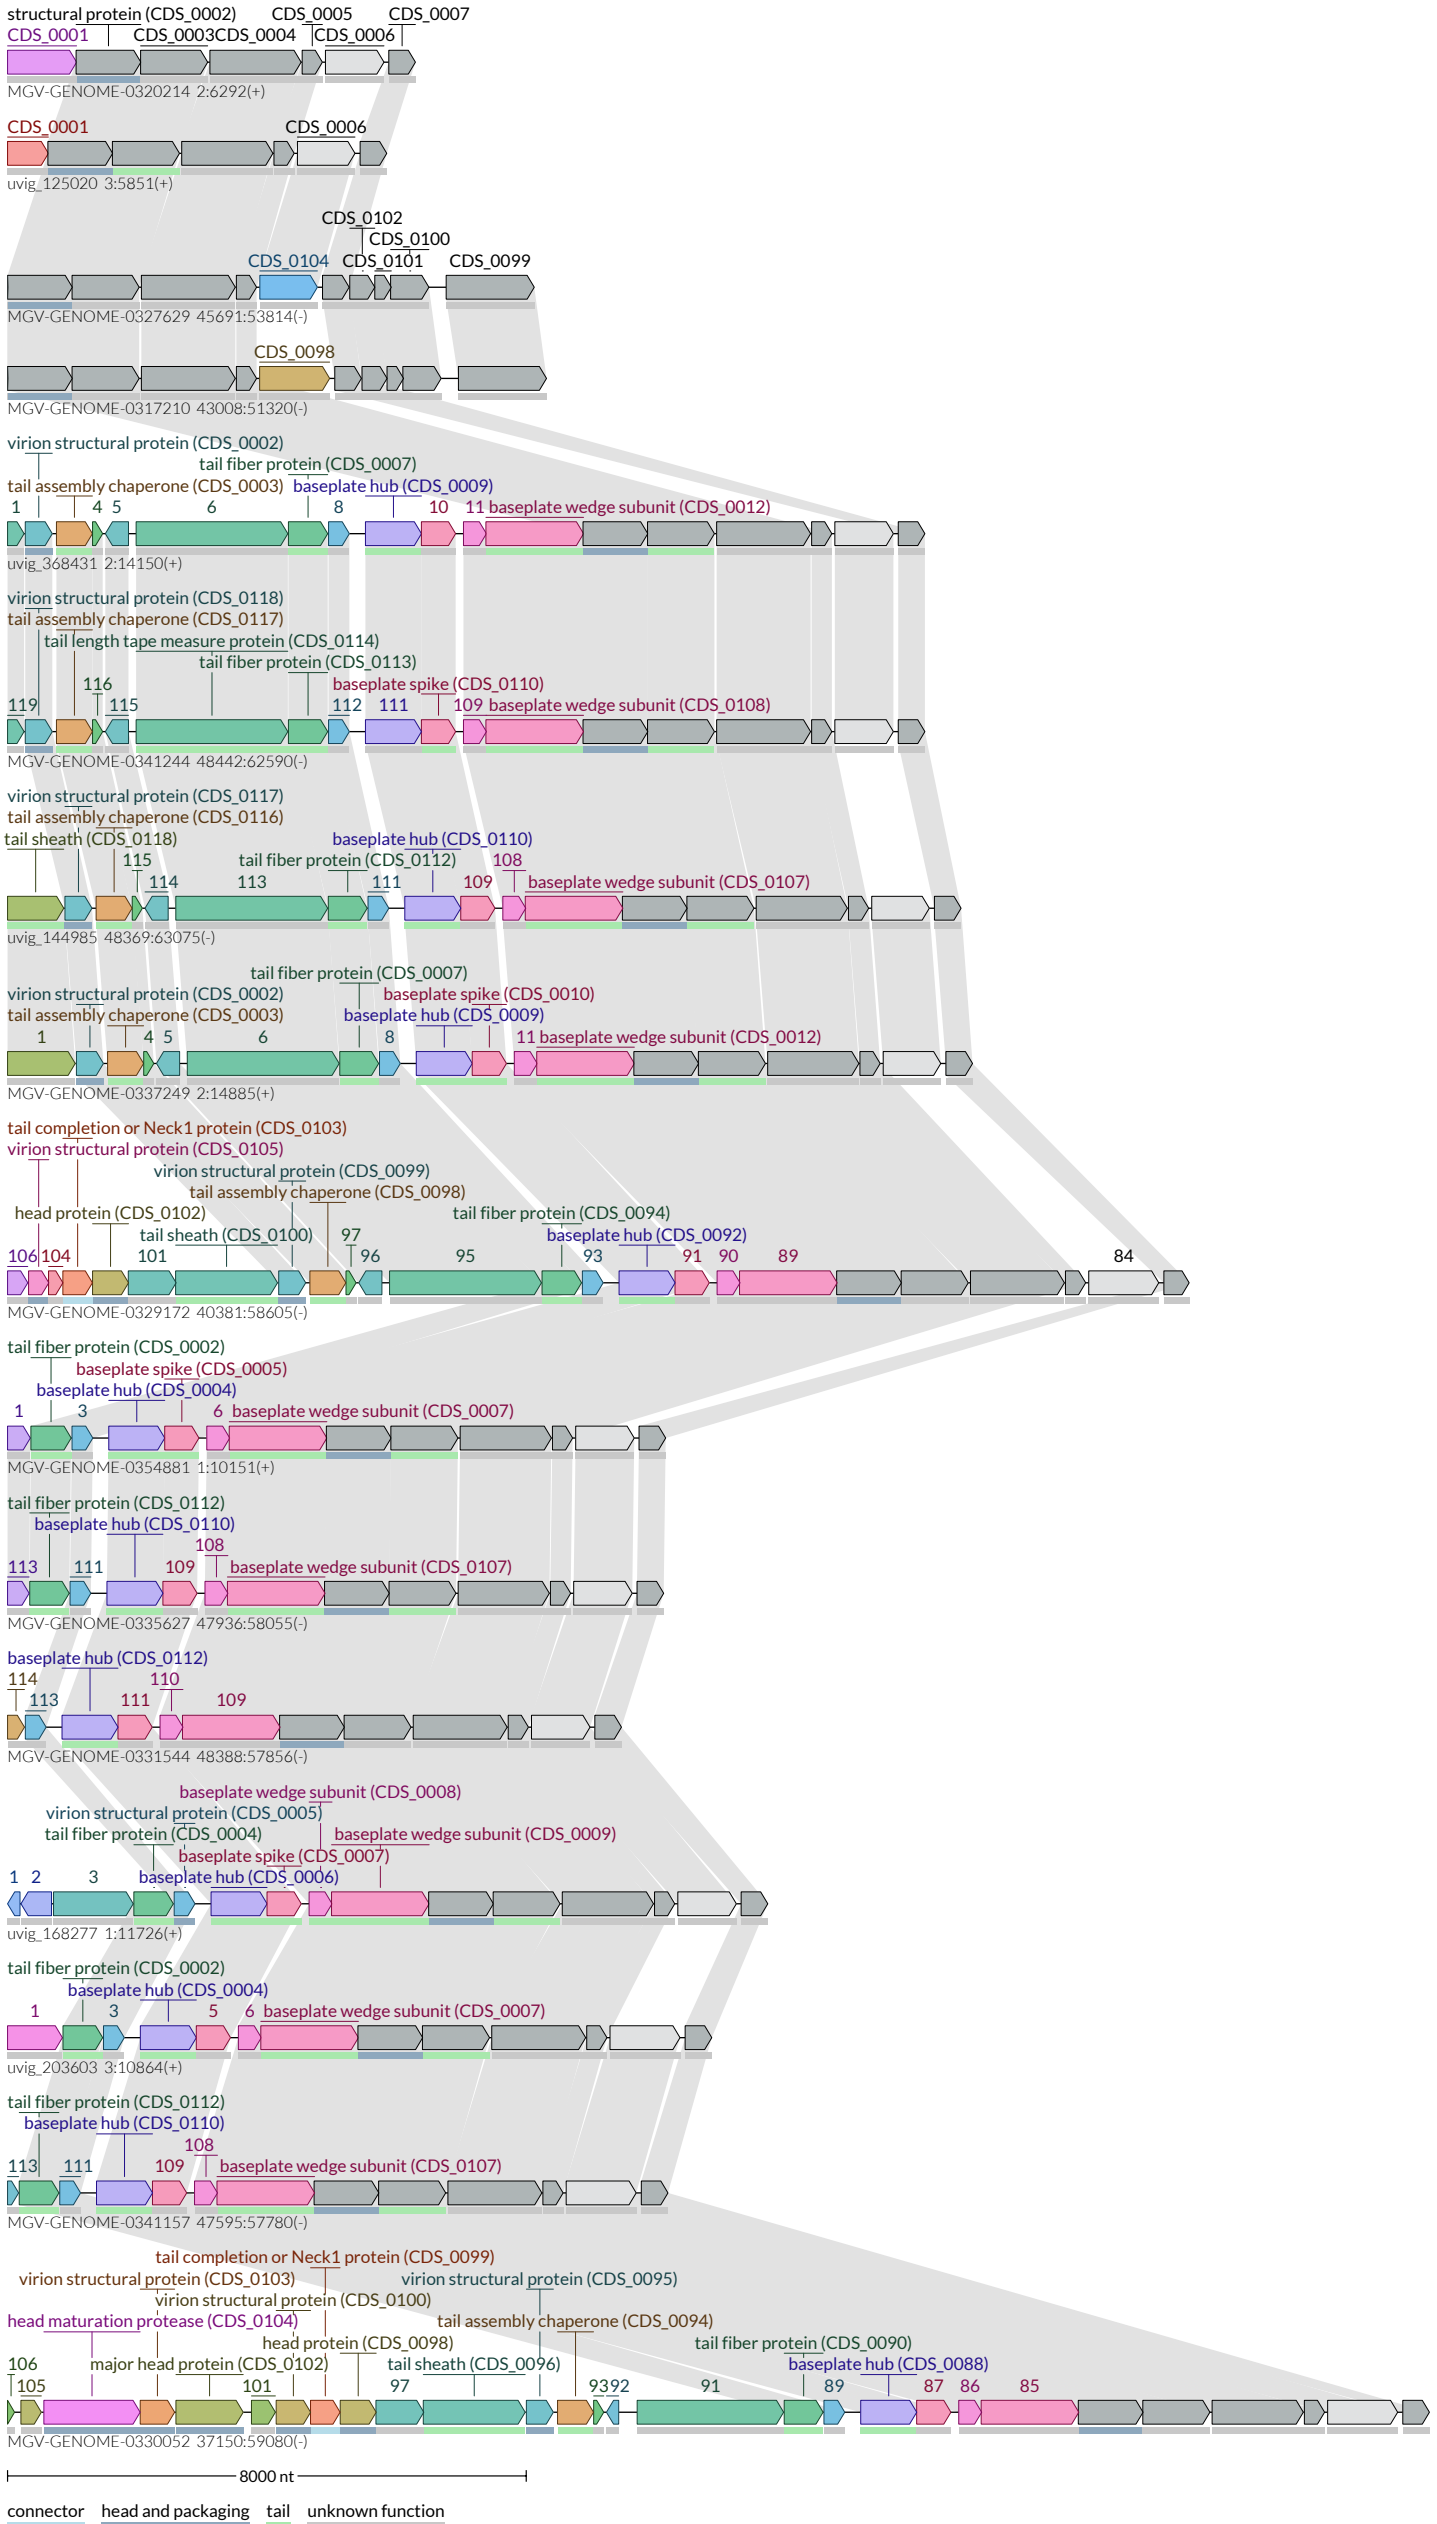 structural protein (CDS_0002) CDS_0005 CDS_0007
CDS_0001 CDS_0003 CDS_0004 CDS_0006
MGV-GENOME-0320214 2:6292(+)
CDS_0001 CDS_0006
uvig_125020 3:5851(+)
CDS_0102
CDS_0100
CDS_0104 CDS_0101 CDS_0099
MGV-GENOME-0327629 45691:53814(-)
CDS_0098
MGV-GENOME-0317210 43008:51320(-)
virion structural protein (CDS_0002)
tail fiber protein (CDS_0007)
tail assembly chaperone (CDS_0003) baseplate hub (CDS_0009)
1 4 5 6 8 10 11 baseplate wedge subunit (CDS_0012)
uvig_368431 2:14150(+)
virion structural protein (CDS_0118)
tail assembly chaperone (CDS_0117)
tail length tape measure protein (CDS_0114)
tail fiber protein (CDS_0113)
116 baseplate spike (CDS_0110)
119 115 112 111 109 baseplate wedge subunit (CDS_0108)
MGV-GENOME-0341244 48442:62590(-)
virion structural protein (CDS_0117)
tail assembly chaperone (CDS_0116)
tail sheath (CDS_0118) baseplate hub (CDS_0110)
115 tail fiber protein (CDS_0112) 108
114 113 111 109 baseplate wedge subunit (CDS_0107)
uvig_144985 48369:63075(-)
tail fiber protein (CDS_0007)
virion structural protein (CDS_0002) baseplate spike (CDS_0010)
tail assembly chaperone (CDS_0003) baseplate hub (CDS_0009)
1 4 5 6 8 11 baseplate wedge subunit (CDS_0012)
MGV-GENOME-0337249 2:14885(+)
tail completion or Neck1 protein (CDS_0103)
virion structural protein (CDS_0105)
virion structural protein (CDS_0099)
tail assembly chaperone (CDS_0098)
head protein (CDS_0102) tail fiber protein (CDS_0094)
tail sheath (CDS_0100) 97 baseplate hub (CDS_0092)
106 104 101 96 95 93 91 90 89 84
MGV-GENOME-0329172 40381:58605(-)
tail fiber protein (CDS_0002)
baseplate spike (CDS_0005)
baseplate hub (CDS_0004)
1 3 6 baseplate wedge subunit (CDS_0007)
MGV-GENOME-0354881 1:10151(+)
tail fiber protein (CDS_0112)
baseplate hub (CDS_0110)
108
113 111 109 baseplate wedge subunit (CDS_0107)
MGV-GENOME-0335627 47936:58055(-)
baseplate hub (CDS_0112)
114 110
113 111 109
MGV-GENOME-0331544 48388:57856(-)
baseplate wedge subunit (CDS_0008)
virion structural protein (CDS_0005)
tail fiber protein (CDS_0004) baseplate wedge subunit (CDS_0009)
baseplate spike (CDS_0007)
1 2 3 baseplate hub (CDS_0006)
uvig_168277 1:11726(+)
tail fiber protein (CDS_0002)
baseplate hub (CDS_0004)
1 3 5 6 baseplate wedge subunit (CDS_0007)
uvig_203603 3:10864(+)
tail fiber protein (CDS_0112)
baseplate hub (CDS_0110)
108
113 111 109 baseplate wedge subunit (CDS_0107)
MGV-GENOME-0341157 47595:57780(-)
tail completion or Neck1 protein (CDS_0099)
virion structural protein (CDS_0103) virion structural protein (CDS_0095)
virion structural protein (CDS_0100)
head maturation protease (CDS_0104) tail assembly chaperone (CDS_0094)
head protein (CDS_0098) tail fiber protein (CDS_0090)
106 major head protein (CDS_0102) tail sheath (CDS_0096) baseplate hub (CDS_0088)
105 101 97 93 92 91 89 87 86 85
MGV-GENOME-0330052 37150:59080(-)
8000 nt
connector head and packaging tail unknown function